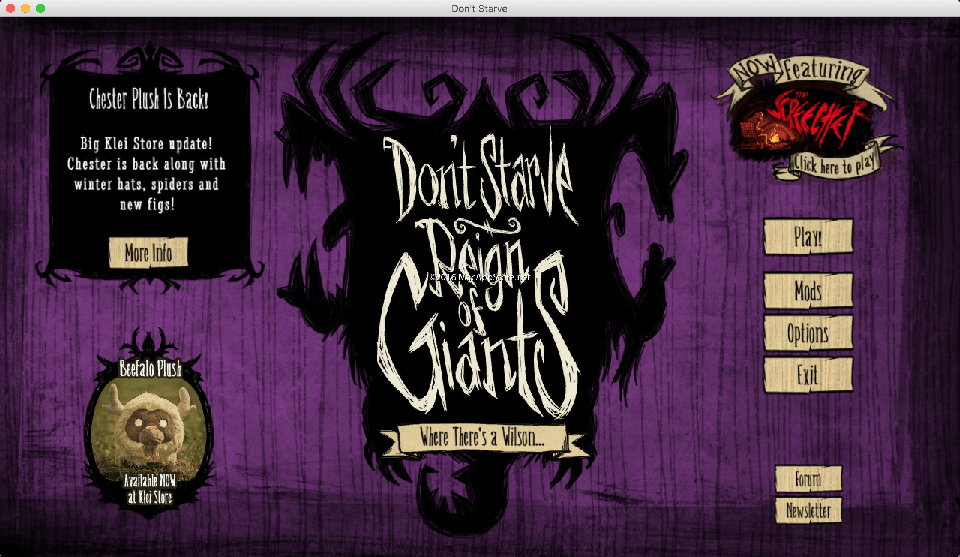 Don't Starve
Chester Plush Is Back!
Big Klei Store update!
Chester is back along with
winter hats, spiders and
new figs!
More Info
Beefalo Plush
Available NOW
at Klei Store
Don't Starve
Reign
of
Giants
Where There's a Wilson...
NOW Featuring
THE
SCREECHER
Click here to play
Play!
Mods
Options
Exit
Forum
Newsletter